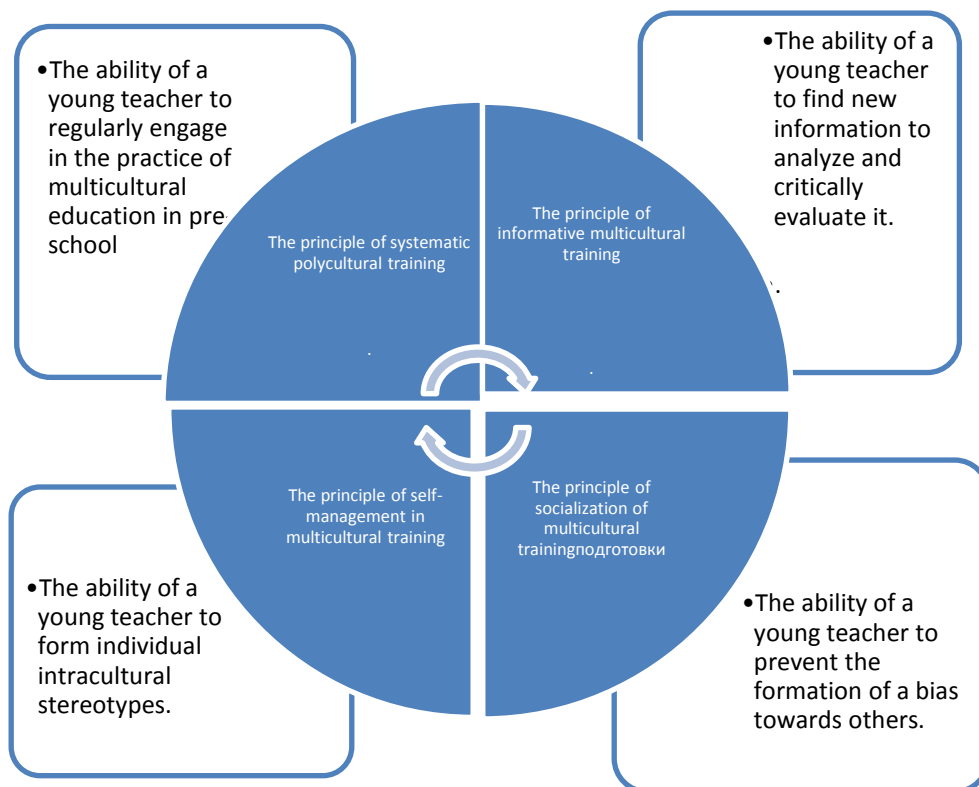 •The ability of a
young teacher to
regularly engage
in the practice of
multicultural
education in pre-
school
•The ability of a
young teacher
to find new
information to
analyze and
critically
evaluate it.
.
The principle of systematic
polycultural training
.
The principle of
informative multicultural
training
.
The principle of self-
management in
multicultural training
The principle of
socialization of
multicultural
trainingподготовки
•The ability of a
young teacher to
form individual
intracultural
stereotypes.
•The ability of a
young teacher to
prevent the
formation of a bias
towards others.